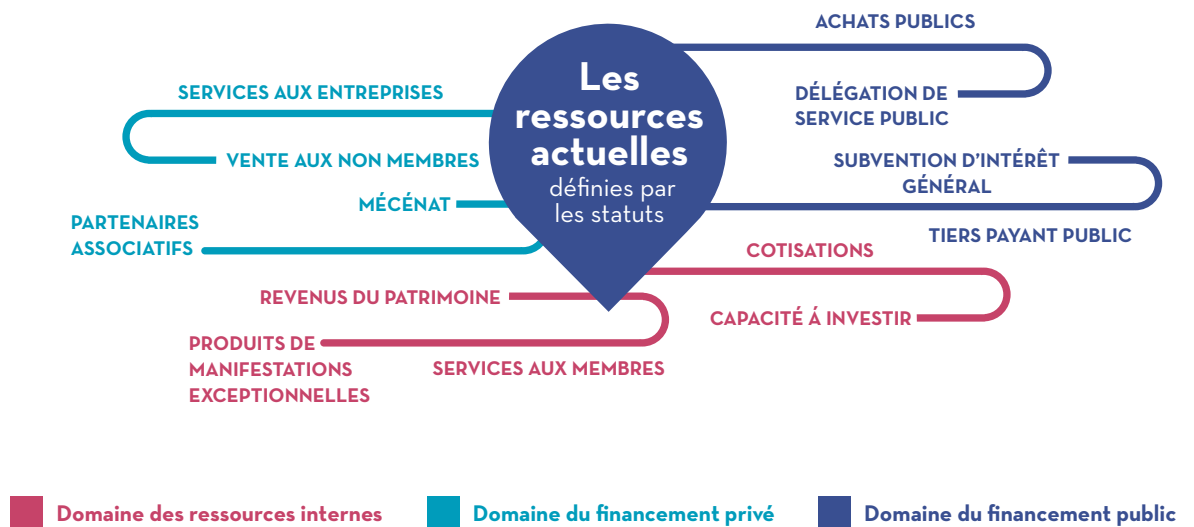 Les
ressources
actuelles
définies par
les statuts
SERVICES AUX ENTREPRISES
VENTE AUX NON MEMBRES
MÉCÉNAT
PARTENAIRES
ASSOCIATIFS
ACHATS PUBLICS
DÉLÉGATION DE
SERVICE PUBLIC
SUBVENTION D'INTÉRÊT
GÉNÉRAL
TIERS PAYANT PUBLIC
COTISATIONS
CAPACITÉ Á INVESTIR
REVENUS DU PATRIMOINE
PRODUITS DE
MANIFESTATIONS
EXCEPTIONNELLES
SERVICES AUX MEMBRES
Domaine des ressources internes
Domaine du financement privé
Domaine du financement public